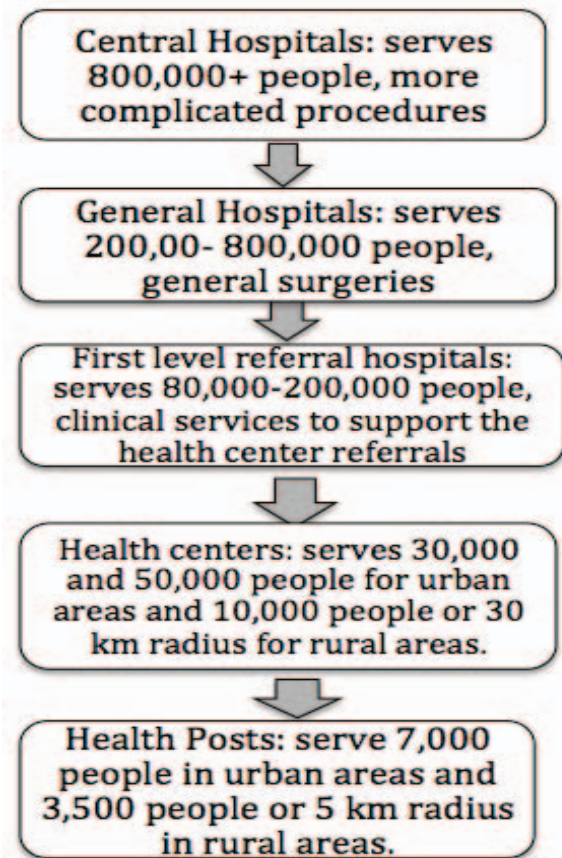 Central Hospitals: serves
800,000+ people, more
complicated procedures
General Hospitals: serves
200,00- 800,000 people,
general surgeries
First level referral hospitals:
serves 80,000-200,000 people,
clinical services to support the
health center referrals
Health centers: serves 30,000
and 50,000 people for urban
areas and 10,000 people or 30
km radius for rural areas.
Health Posts: serve 7,000
people in urban areas and
3,500 people or 5 km radius
in rural areas.